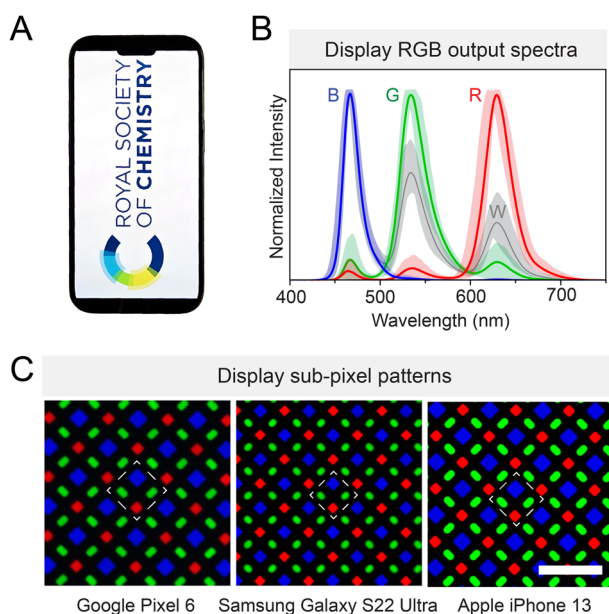 A
ROYAL SOCIETY
OF CHEMISTRY
B
Display RGB output spectra
B
G
R
W
Normalized Intensity
400
500
600
700
Wavelength (nm)
C
Display sub-pixel patterns
Google Pixel 6
Samsung Galaxy S22 Ultra
Apple iPhone 13